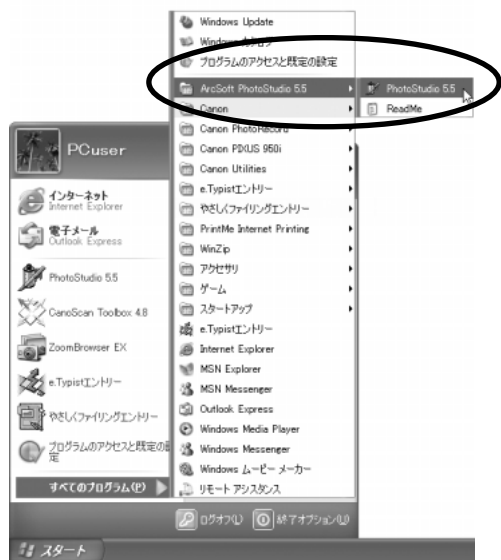 Windows Update
Windows カタログ
プログラムのアクセスと既定の設定
ArcSoft PhotoStudio 5.5
Canon
Canon PhotoRecord
Canon PIXUS 950i
Canon Utilities
e.Typistエントリー
やさしくファイリングエントリー
PrintMe Internet Printing
WinZip
アクセサリ
ゲーム
スタートアップ
e.Typistエントリー
Internet Explorer
MSN Explorer
MSN Messenger
Outlook Express
Windows Media Player
Windows Messenger
Windows ムービー メーカー
リモート アシスタンス
PhotoStudio 5.5
ReadMe
PCuser
インターネット
Internet Explorer
電子メール
Outlook Express
PhotoStudio 5.5
CanoScan Toolbox 4.8
ZoomBrowser EX
e.Typistエントリー
やさしくファイリングエントリー
プログラムのアクセスと既定の設
定
すべてのプログラム(P)
ログオフ(L)
終了オプション(U)
スタート